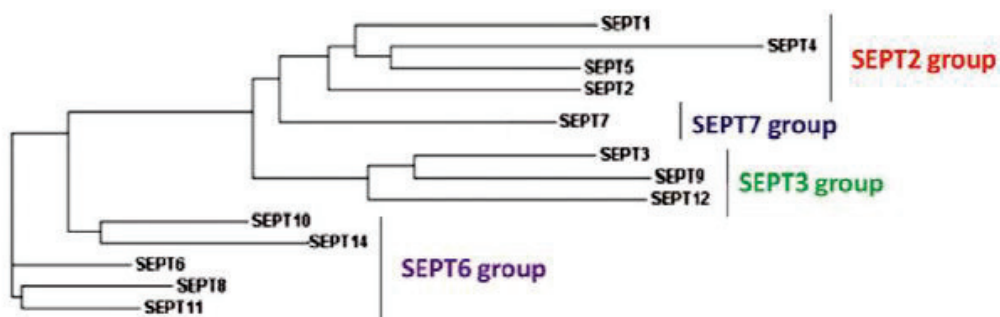 SEPT1
SEPT4
SEPT5
SEPT2
SEPT2 group
SEPT7
SEPT7 group
SEPT3
SEPT9
SEPT12
SEPT3 group
SEPT10
SEPT14
SEPT6
SEPT8
SEPT11
SEPT6 group